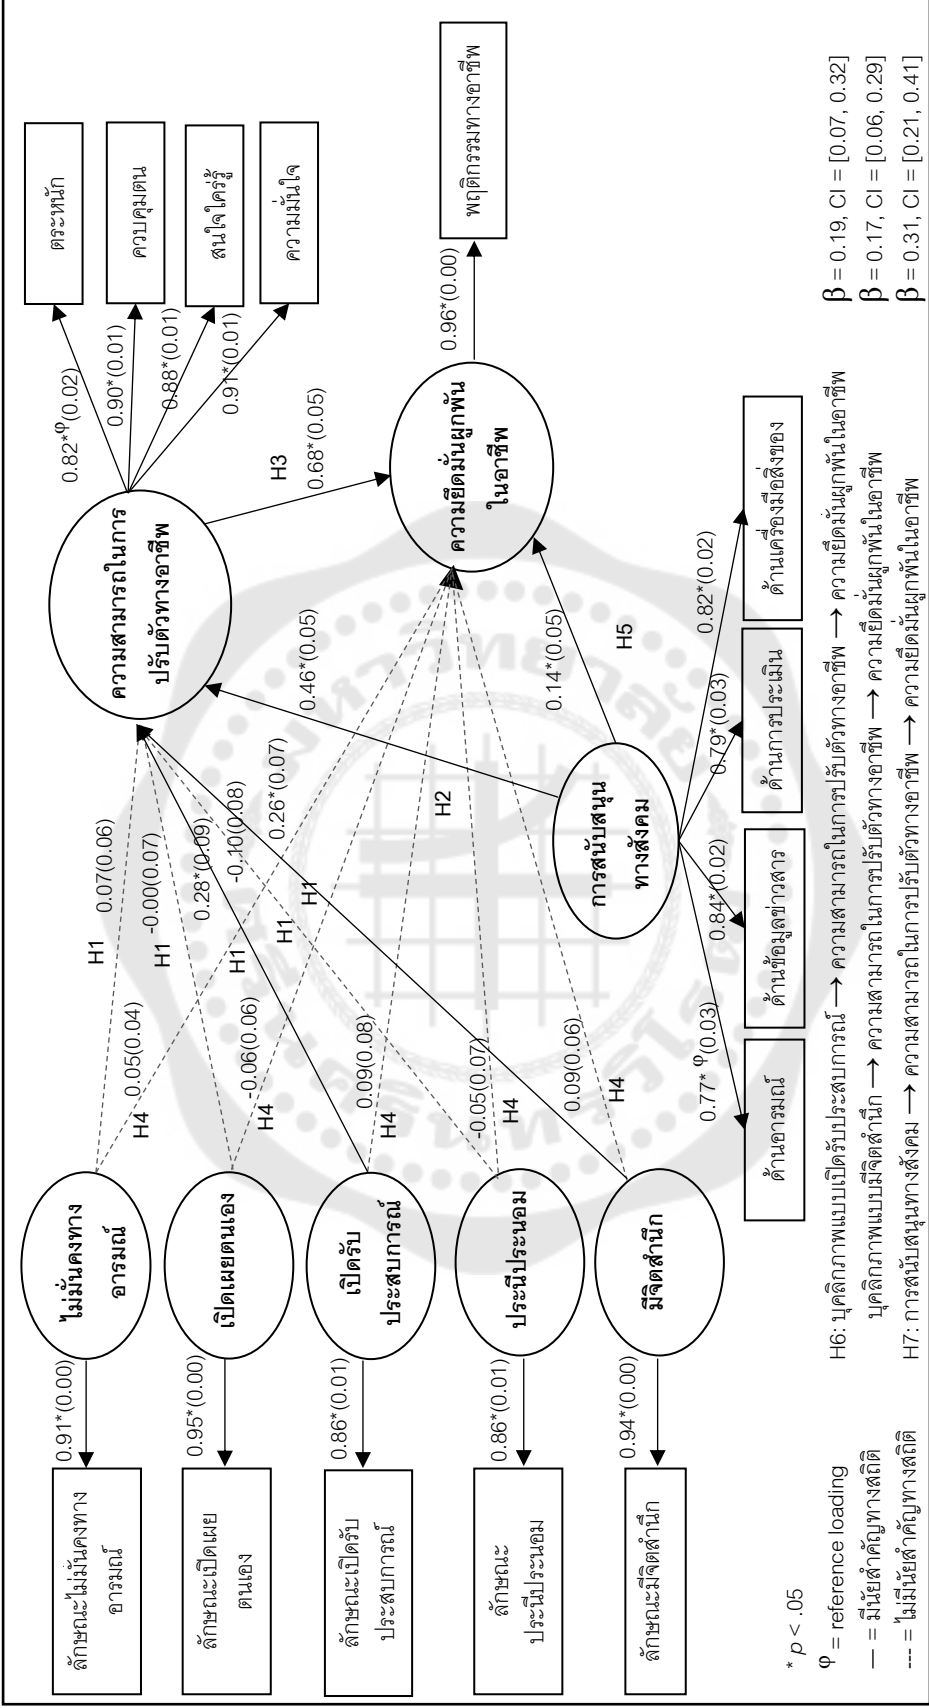 ลักษณะไม่มั่นคงทาง
อารมณ์
0.91*(0.00)
ไม่มั่นคงทาง
อารมณ์
ลักษณะเปิดเผย
ตนเอง
0.95*(0.00)
เปิดเผยตนเอง
ลักษณะเปิดรับ
ประสบการณ์
0.86*(0.01)
เปิดรับ
ประสบการณ์
ลักษณะ
ประนีประนอม
0.86*(0.01)
ประนีประนอม
ลักษณะมีจิตสำนึก
0.94*(0.00)
มีจิตสำนึก
H1
0.07(0.06)
H4
0.05(0.04)
H1
-0.00(0.07)
H4
-0.06(0.06)
H1
0.28*(0.09)
H4
0.09(0.08)
H1
-0.10(0.08)
H4
-0.05(0.07)
H1
0.26*(0.07)
H4
0.09(0.06)
H2
0.46*(0.05)
ความสามารถในการ
ปรับตัวทางอาชีพ
0.82*φ(0.02)
ตระหนัก
0.90*(0.01)
ควบคุมตน
0.88*(0.01)
สนใจใคร่รู้
0.91*(0.01)
ความมั่นใจ
H3
0.68*(0.05)
ความยึดมั่นผูกพัน
ในอาชีพ
0.96*(0.00)
พฤติกรรมทางอาชีพ
0.14*(0.05)
H5
การสนับสนุน
ทางสังคม
0.77* φ(0.03)
0.84*(0.02)
0.79*(0.03)
0.82*(0.02)
ด้านอารมณ์
ด้านข้อมูลข่าวสาร
ด้านการประเมิน
ด้านเครื่องมือสิ่งของ
* p < .05
φ = reference loading
— = มีนัยสำคัญทางสถิติ
--- = ไม่มีนัยสำคัญทางสถิติ
H6: บุคลิกภาพแบบเปิดรับประสบการณ์ → ความสามารถในการปรับตัวทางอาชีพ → ความยึดมั่นผูกพันในอาชีพ β = 0.19, CI = [0.07, 0.32]
บุคลิกภาพแบบมีจิตสำนึก → ความสามารถในการปรับตัวทางอาชีพ → ความยึดมั่นผูกพันในอาชีพ β = 0.17, CI = [0.06, 0.29]
H7: การสนับสนุนทางสังคม → ความสามารถในการปรับตัวทางอาชีพ → ความยึดมั่นผูกพันในอาชีพ β = 0.31, CI = [0.21, 0.41]